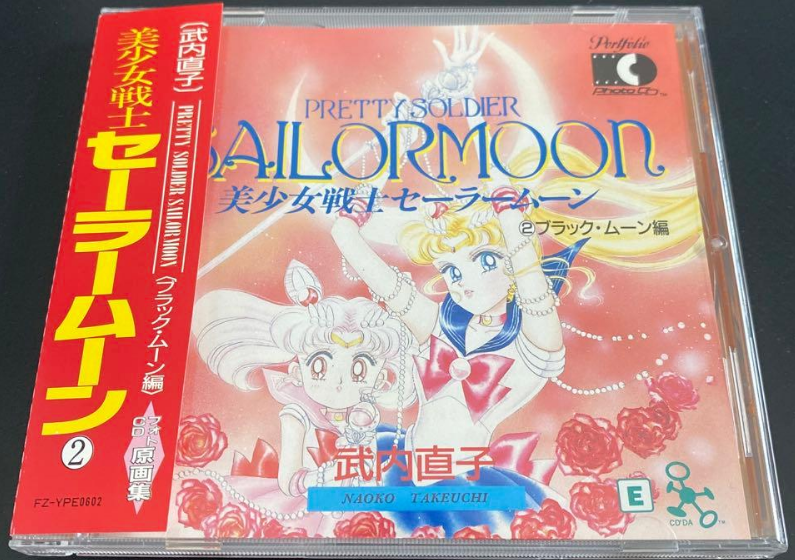 (武内直子)
PRETTY SOLDIER SAILORMOON
(ブラック・ムーン編)
フォトCD
原画集
美少女戦士
セーラームーン
②
FZ-YPE0602
Portfolio
Photo CD™
PRETTY SOLDIER
SAILORMOON
美少女戦士セーラームーン
②ブラック・ムーン編
武内直子
NAOKO TAKEUCHI
E
CD'DA™